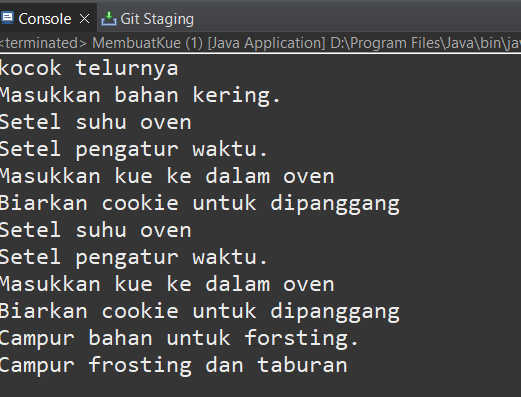 Console Git Staging
<terminated> MembuatKue (1) [Java Application] D:\Program Files\Java\bin\jav
kocok telurnya
Masukkan bahan kering.
Setel suhu oven
Setel pengatur waktu.
Masukkan kue ke dalam oven
Biarkan cookie untuk dipanggang
Setel suhu oven
Setel pengatur waktu.
Masukkan kue ke dalam oven
Biarkan cookie untuk dipanggang
Campur bahan untuk forsting.
Campur frosting dan taburan